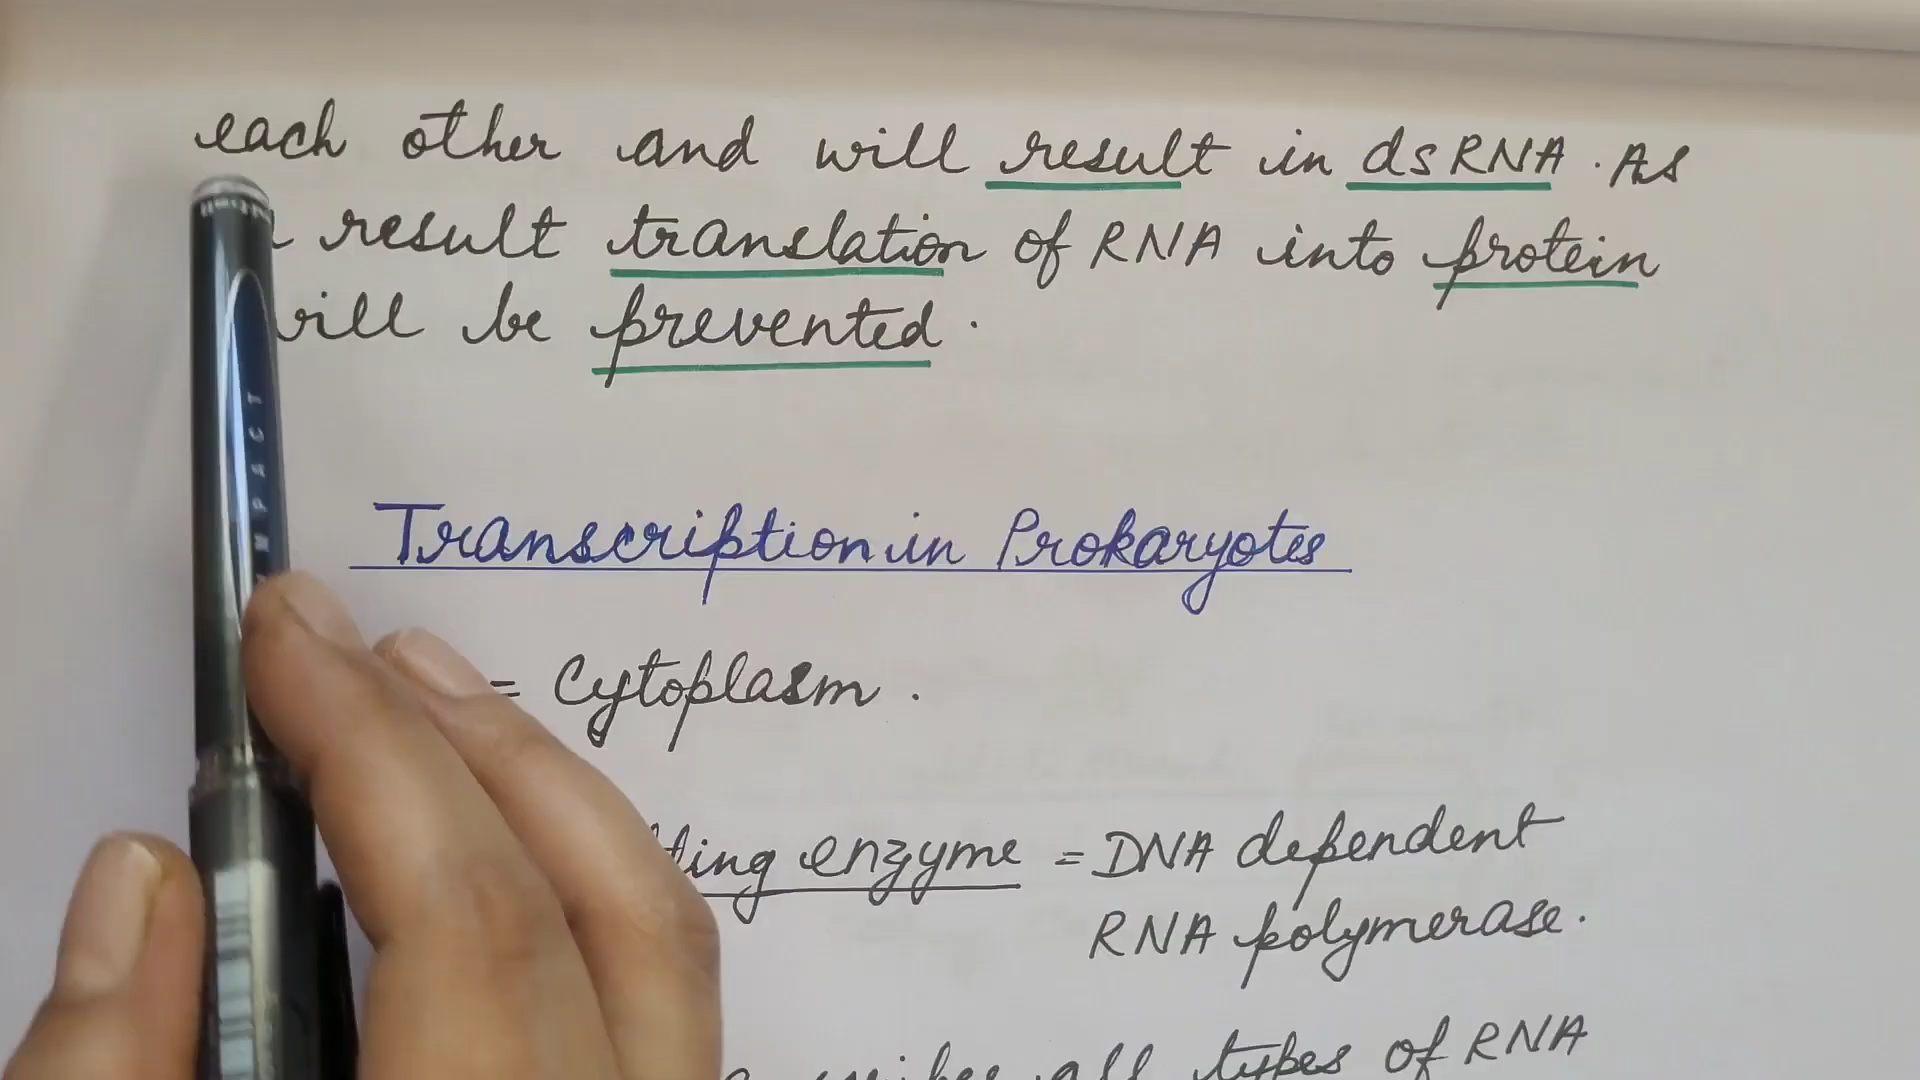 each other and will result in dsRNA. As
result translation of RNA into protein
will be prevented.
Transcription in Prokaryotes
= Cytoplasm.
enzyme = DNA dependent
RNA polymerase.
all types of RNA
IMPACT